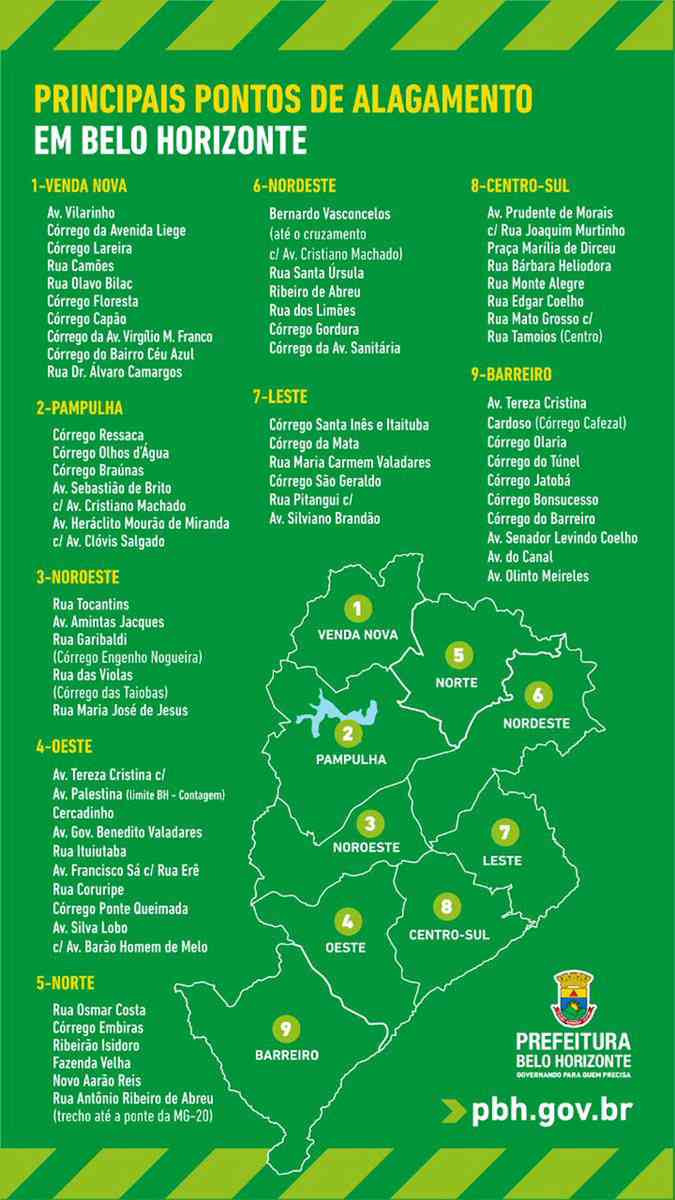 PRINCIPAIS PONTOS DE ALAGAMENTO
EM BELO HORIZONTE
1-VENDA NOVA
Av. Vilarinho
Córrego da Avenida Liege
Córrego Lareira
Rua Camões
Rua Olavo Bilac
Córrego Floresta
Córrego Capão
Córrego da Av. Virgílio M. Franco
Córrego do Bairro Céu Azul
Rua Dr. Álvaro Camargos
2-PAMPULHA
Córrego Ressaca
Córrego Olhos d'Água
Córrego Braúnas
Av. Sebastião de Brito
c/ Av. Cristiano Machado
Av. Heráclito Mourão de Miranda
c/ Av. Clóvis Salgado
3-NOROESTE
Rua Tocantins
Av. Amintas Jacques
Rua Garibaldi
(Córrego Engenho Nogueira)
Rua das Violas
(Córrego das Taiobas)
Rua Maria José de Jesus
4-OESTE
Av. Tereza Cristina c/
Av. Palestina (limite BH - Contagem)
Cercadinho
Av. Gov. Benedito Valadares
Rua Ituiutaba
Av. Francisco Sá c/ Rua Erê
Rua Coruripe
Córrego Ponte Queimada
Av. Silva Lobo
c/ Av. Barão Homem de Melo
5-NORTE
Rua Osmar Costa
Córrego Embiras
Ribeirão Isidoro
Fazenda Velha
Novo Aarão Reis
Rua Antônio Ribeiro de Abreu
(trecho até a ponte da MG-20)
6-NORDESTE
Bernardo Vasconcelos
(até o cruzamento
c/ Av. Cristiano Machado)
Rua Santa Úrsula
Ribeiro de Abreu
Rua dos Limões
Córrego Gordura
Córrego da Av. Sanitária
7-LESTE
Córrego Santa Inês e Itaituba
Córrego da Mata
Rua Maria Carmem Valadares
Córrego São Geraldo
Rua Pitangui c/
Av. Silviano Brandão
8-CENTRO-SUL
Av. Prudente de Morais
c/ Rua Joaquim Murtinho
Praça Marília de Dirceu
Rua Bárbara Heliodora
Rua Monte Alegre
Rua Edgar Coelho
Rua Mato Grosso c/
Rua Tamoios (Centro)
9-BARREIRO
Av. Tereza Cristina
Cardoso (Córrego Cafezal)
Córrego Olaria
Córrego do Túnel
Córrego Jatobá
Córrego Bonsucesso
Córrego do Barreiro
Av. Senador Levindo Coelho
Av. do Canal
Av. Olinto Meireles
1
VENDA NOVA
5
NORTE
6
NORDESTE
2
PAMPULHA
3
NOROESTE
7
LESTE
4
OESTE
8
CENTRO-SUL
9
BARREIRO
PREFEITURA
BELO HORIZONTE
GOVERNANDO PARA QUEM PRECISA
pbh.gov.br